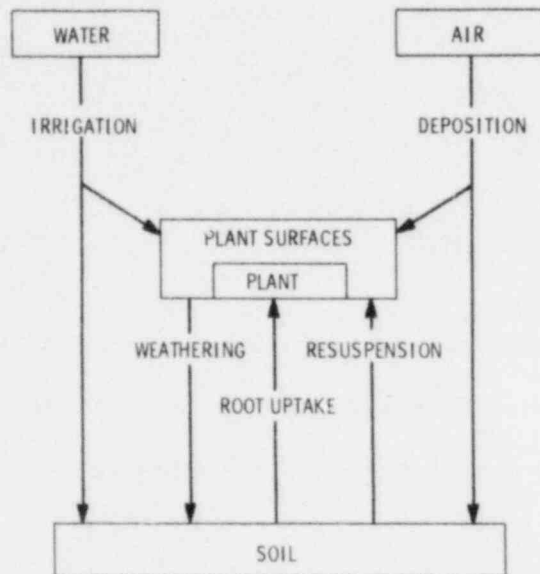 WATER
AIR
IRRIGATION
DEPOSITION
PLANT SURFACES
PLANT
WEATHERING
RESUSPENSION
ROOT UPTAKE
SOIL